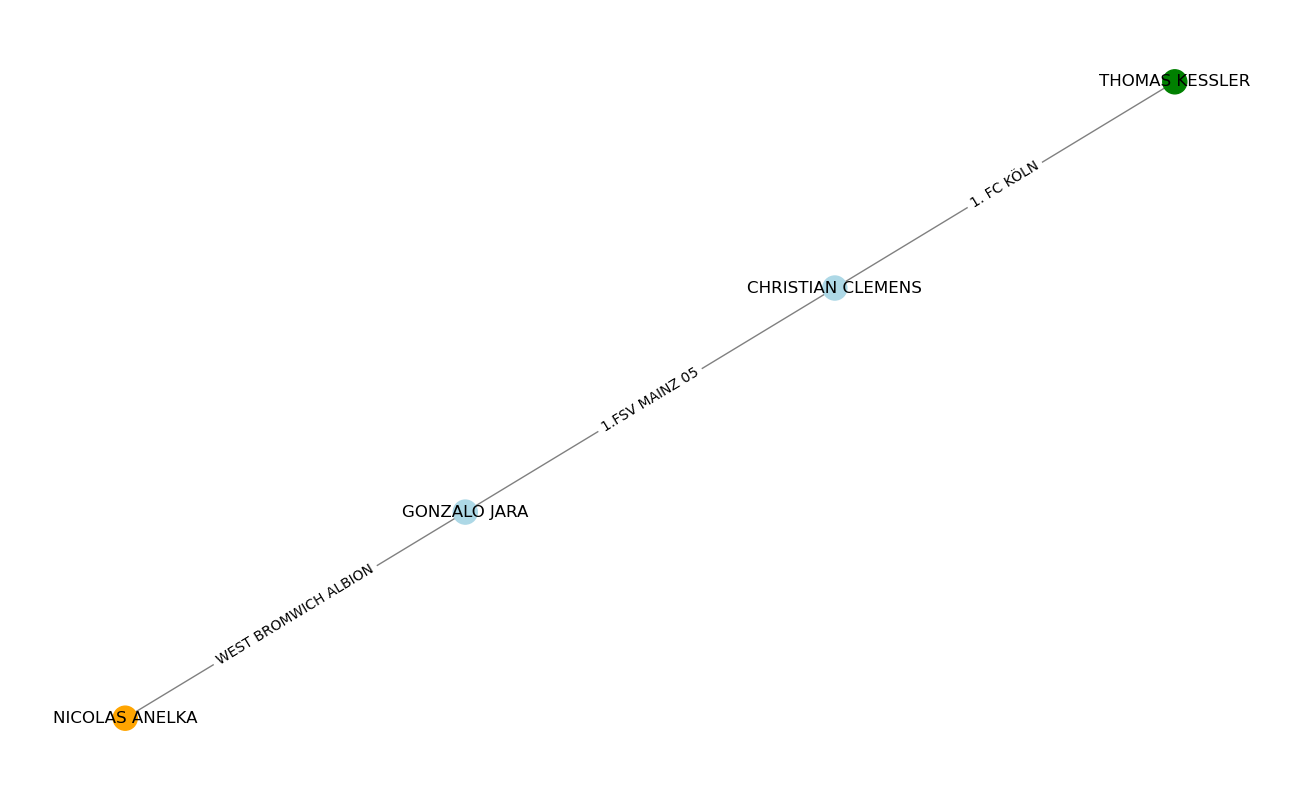 THOMAS KESSLER
1. FC KÖLN
CHRISTIAN CLEMENS
1.FSV MAINZ 05
GONZALO JARA
WEST BROMWICH ALBION
NICOLAS ANELKA